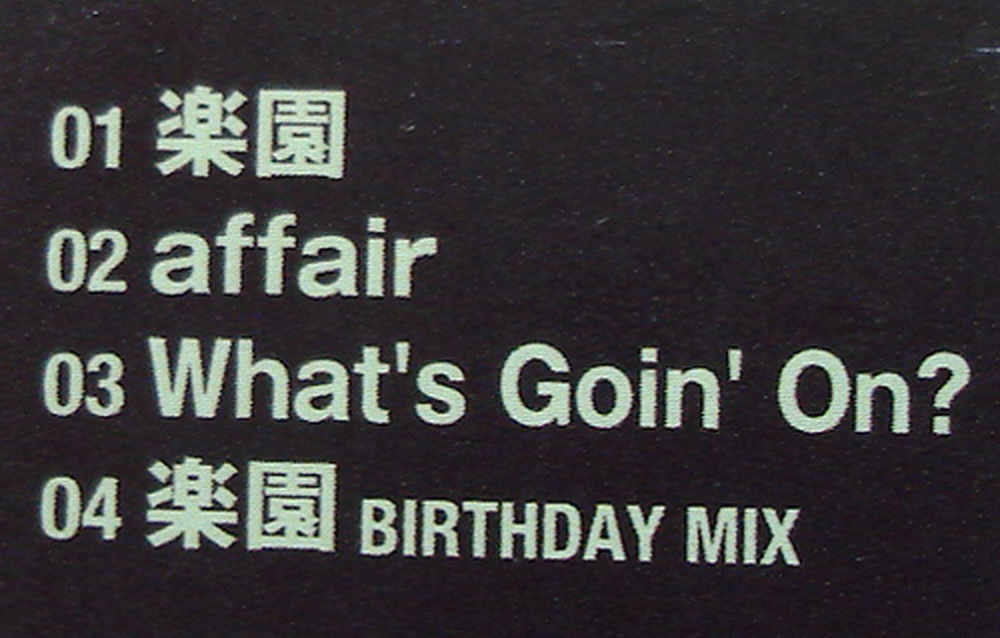 01 楽園
02 affair
03 What's Goin' On?
04 楽園 BIRTHDAY MIX